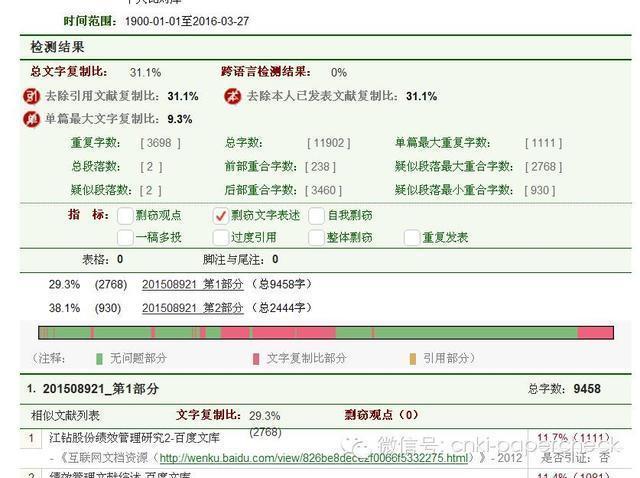 时间范围： 1900-01-01至2016-03-27
检测结果
总文字复制比： 31.1% 跨语言检测结果： 0%
引 去除引用文献复制比： 31.1% 本 去除本人已发表文献复制比： 31.1%
单 单篇最大文字复制比： 9.3%
重复字数： [ 3698 ] 总字数： [ 11902 ] 单篇最大重复字数： [ 1111 ]
总段落数： [ 2 ] 前部重合字数： [ 238 ] 疑似段落最大重合字数： [ 2768 ]
疑似段落数： [ 2 ] 后部重合字数： [ 3460 ] 疑似段落最小重合字数： [ 930 ]
指 标： 剽窃观点 剽窃文字表述 自我剽窃
一稿多投 过度引用 整体剽窃 重复发表
表格： 0 脚注与尾注： 0
29.3% (2768) 201508921_第1部分 （总9458字）
38.1% (930) 201508921_第2部分 （总2444字）
（注释： 无问题部分 文字复制比部分 引用部分）
1. 201508921_第1部分 总字数： 9458
相似文献列表 文字复制比： 29.3% 剽窃观点（0）
(2768)
1 江钻股份绩效管理研究2-百度文库 11.7% (1111)
- 《互联网文档资源（http://wenku.baidu.com/view/826be8dece2f0066f5332275.html）》- 2012 是否引证：否
微信号: cnki-papercheck
2 绩效管理文献综述-百度文库 11.4% (1081)